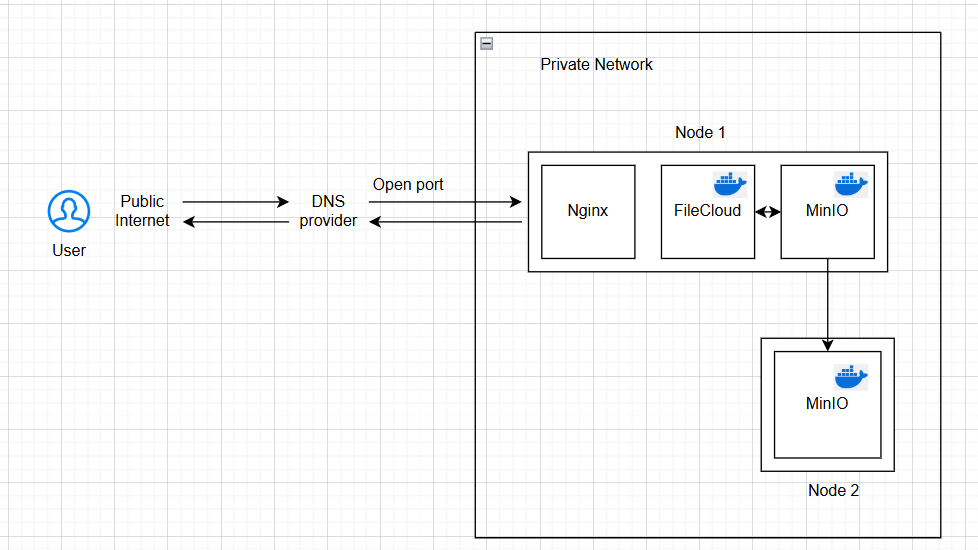 Private Network
Node 1
Open port
Public
Internet
DNS
provider
User
Nginx
FileCloud
MinIO
MinIO
Node 2